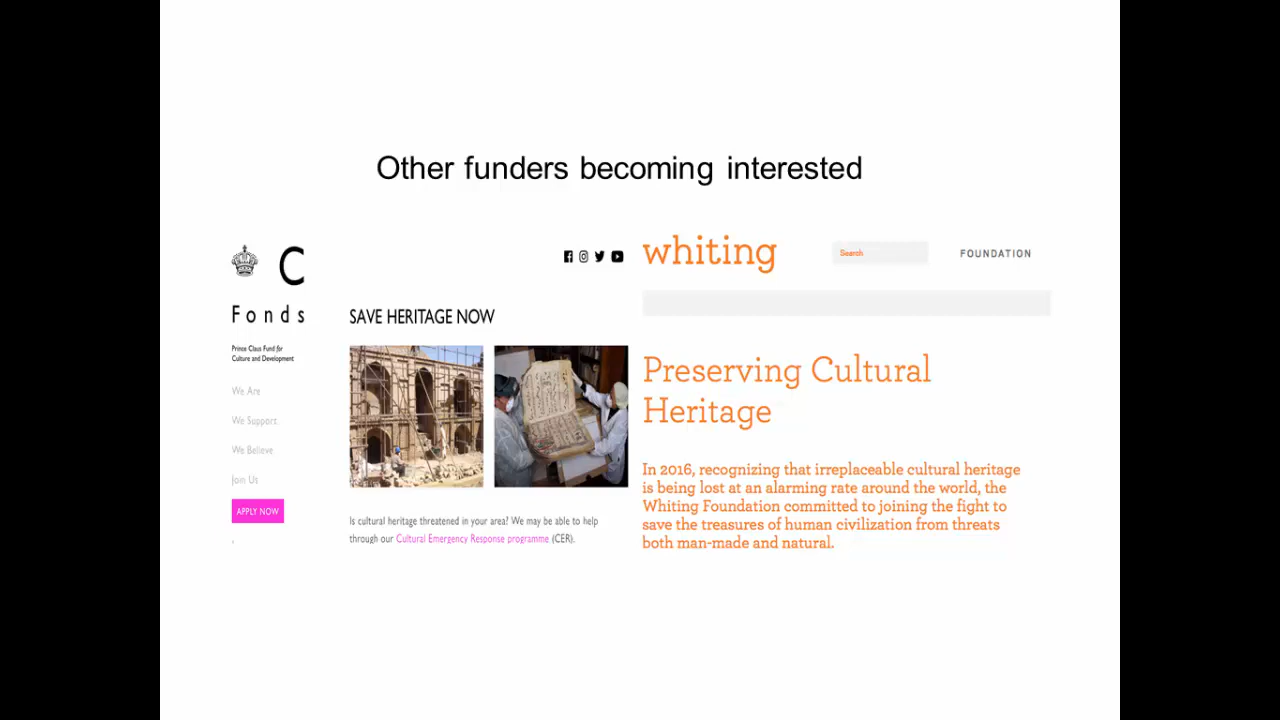 Other funders becoming interested
C
Fonds
Prince Claus Fund for
Culture and Development
We Are
We Support
We Believe
Join Us
APPLY NOW
SAVE HERITAGE NOW
Is cultural heritage threatened in your area? We may be able to help
through our Cultural Emergency Response programme (CER).
whiting
Search
FOUNDATION
Preserving Cultural
Heritage
In 2016, recognizing that irreplaceable cultural heritage
is being lost at an alarming rate around the world, the
Whiting Foundation committed to joining the fight to
save the treasures of human civilization from threats
both man-made and natural.